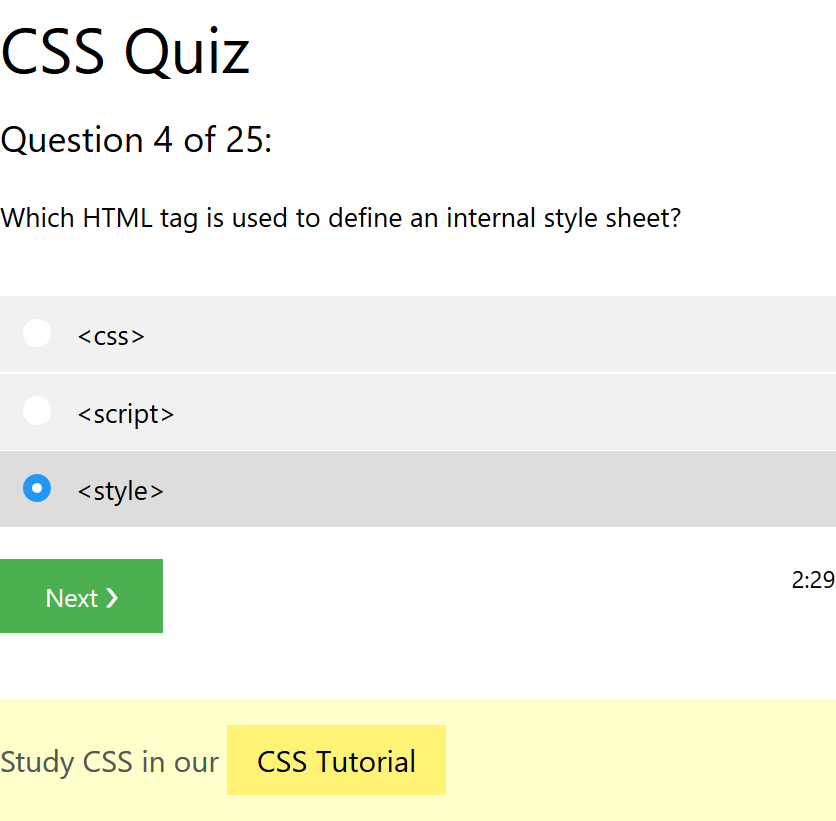 CSS Quiz
Question 4 of 25:
Which HTML tag is used to define an internal style sheet?
<css>
<script>
<style>
Next ❯
2:29
Study CSS in our CSS Tutorial